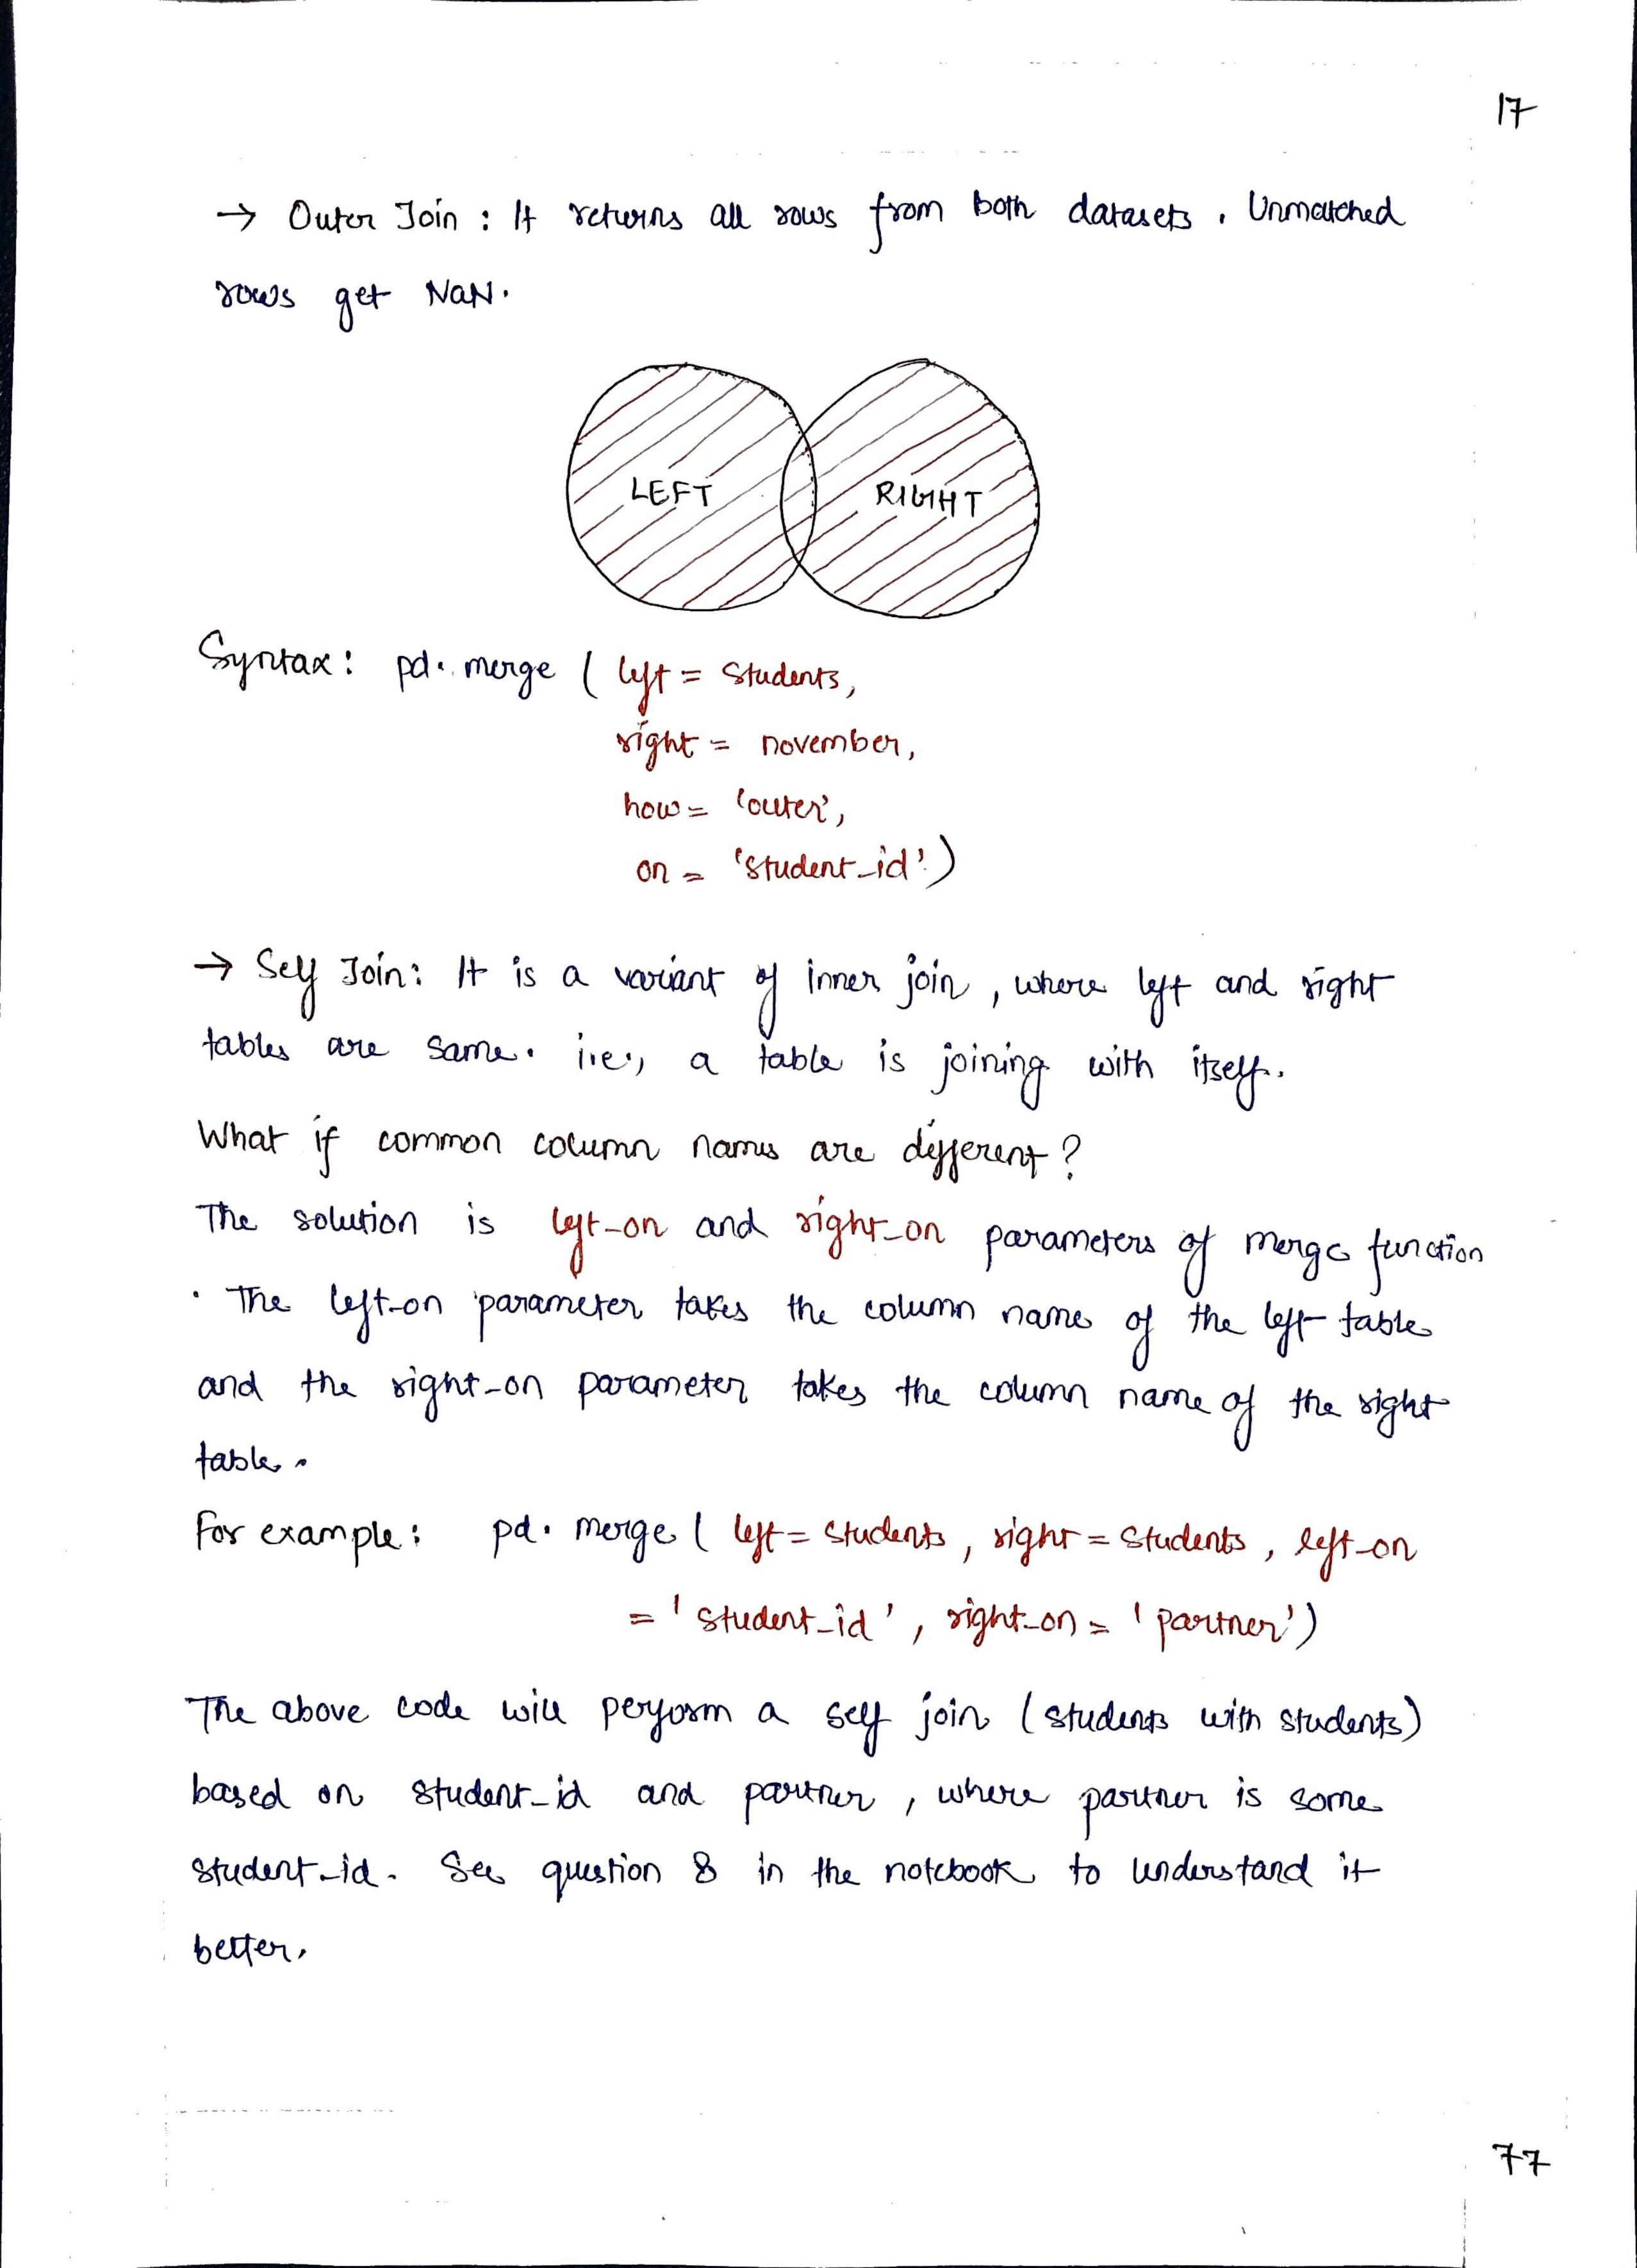 17
→ Outer Join : It returns all rows from both datasets. Unmatched
rows get NaN.
LEFT
RIGHT
Syntax: pd.merge ( left = students,
right = november,
how = 'outer',
on = 'student_id')
→ Self Join: It is a variant of inner join, where left and right
tables are same. i.e., a table is joining with itself.
What if common column names are different?
The solution is left_on and right_on parameters of merge function
. The left_on parameter takes the column name of the left table
and the right_on parameter takes the column name of the right
table.
For example: pd.merge ( left = students, right = students, left_on
= 'student_id', right_on = 'partner')
The above code will perform a self join (students with students)
based on student_id and partner, where partner is some
student_id. See question 8 in the notebook to understand it
better.
77